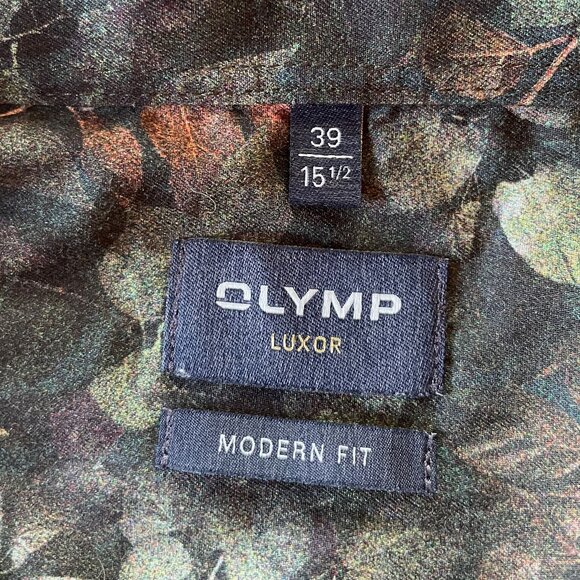 39
15 1/2
OLYMP
LUXOR
MODERN FIT